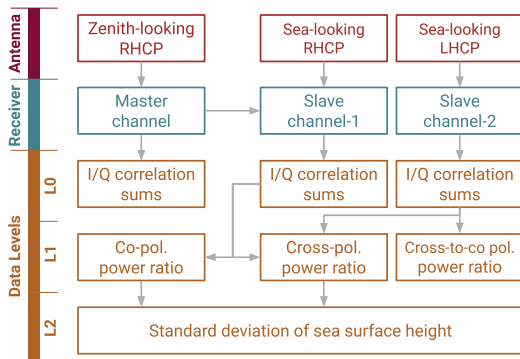 Antenna
Zenith-looking
RHCP
Sea-looking
RHCP
Sea-looking
LHCP
Receiver
Master
channel
Slave
channel-1
Slave
channel-2
Data Levels
L0
I/Q correlation
sums
I/Q correlation
sums
I/Q correlation
sums
L1
Co-pol.
power ratio
Cross-pol.
power ratio
Cross-to-co pol.
power ratio
L2
Standard deviation of sea surface height